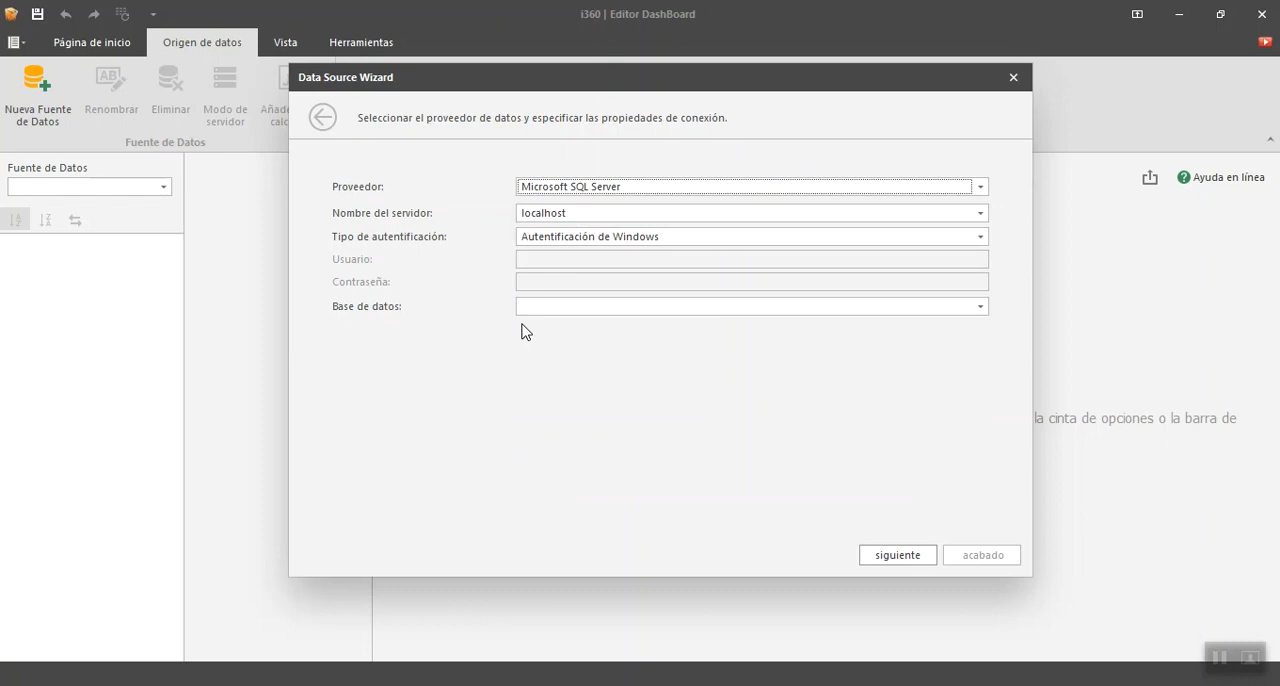 i360 | Editor DashBoard
Página de inicio
Origen de datos
Vista
Herramientas
Nueva Fuente
de Datos
AB
Renombrar
Eliminar
Modo de
servidor
Fuente de Datos
Data Source Wizard
Seleccionar el proveedor de datos y especificar las propiedades de conexión.
Fuente de Datos
Proveedor:
Microsoft SQL Server
Nombre del servidor:
localhost
Tipo de autentificación:
Autentificación de Windows
Usuario:
Contraseña:
Base de datos:
siguiente
acabado
Ayuda en línea
la cinta de opciones o la barra de